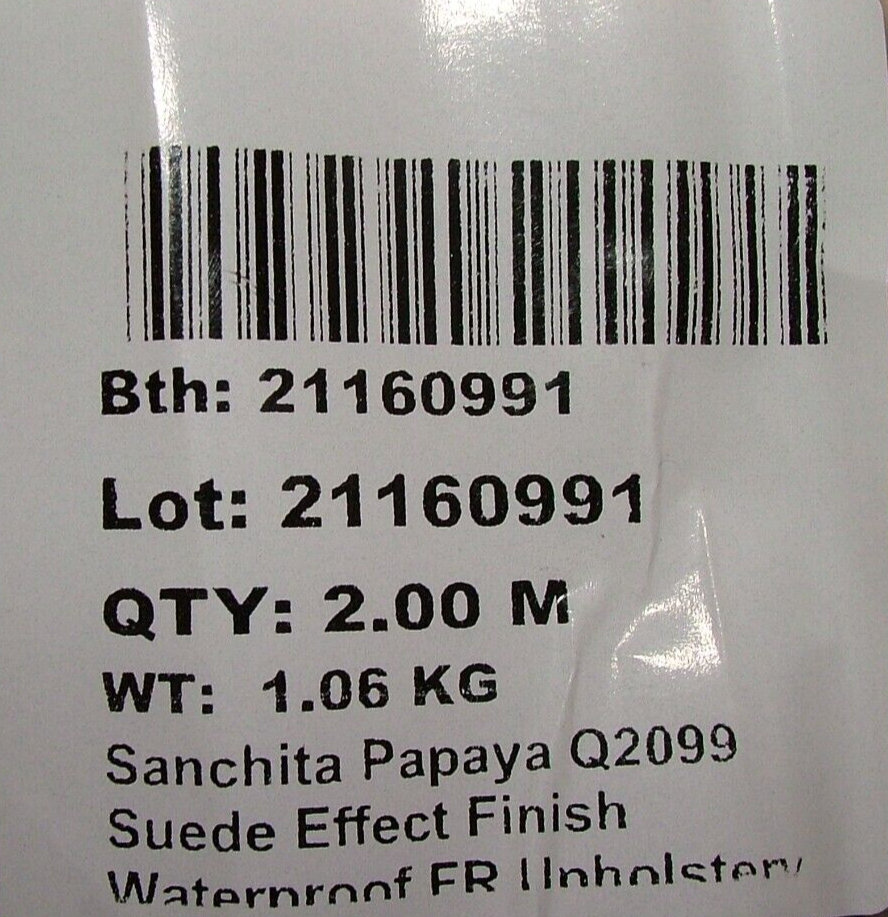 Bth: 21160991
Lot: 21160991
QTY: 2.00 M
WT: 1.06 KG
Sanchita Papaya Q2099
Suede Effect Finish
Waterproof FR Upholstery